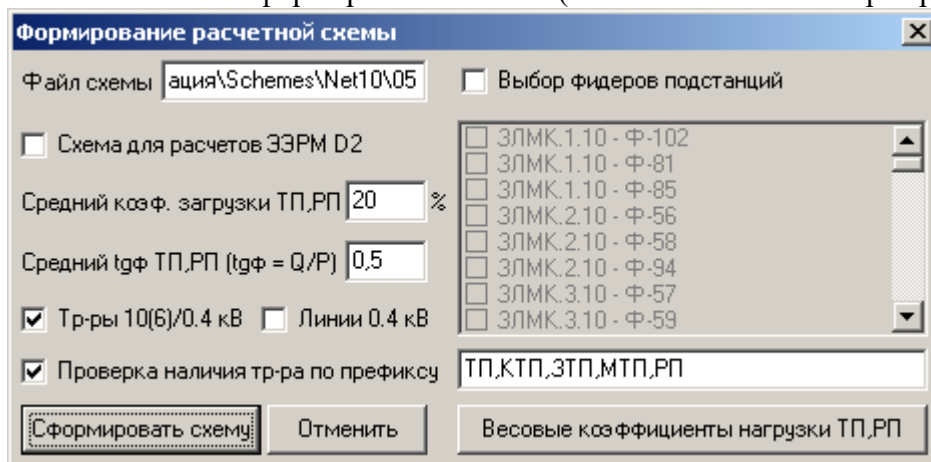 Формирование расчетной схемы
Файл схемы ация\Schemes\Net10\05
Выбор фидеров подстанций
Схема для расчетов ЭЭРМ D2
Средний коэф. загрузки ТП,РП 20 %
Средний tgф ТП,РП (tgф = Q/P) 0,5
Тр-ры 10(6)/0.4 кВ Линии 0.4 кВ
Проверка наличия тр-ра по префиксу
ЗЛМК.1.10 - Ф-102
ЗЛМК.1.10 - Ф-81
ЗЛМК.1.10 - Ф-85
ЗЛМК.2.10 - Ф-56
ЗЛМК.2.10 - Ф-58
ЗЛМК.2.10 - Ф-94
ЗЛМК.3.10 - Ф-57
ЗЛМК.3.10 - Ф-59
ТП,КТП,ЗТП,МТП,РП
Сформировать схему Отменить Весовые коэффициенты нагрузки ТП,РП